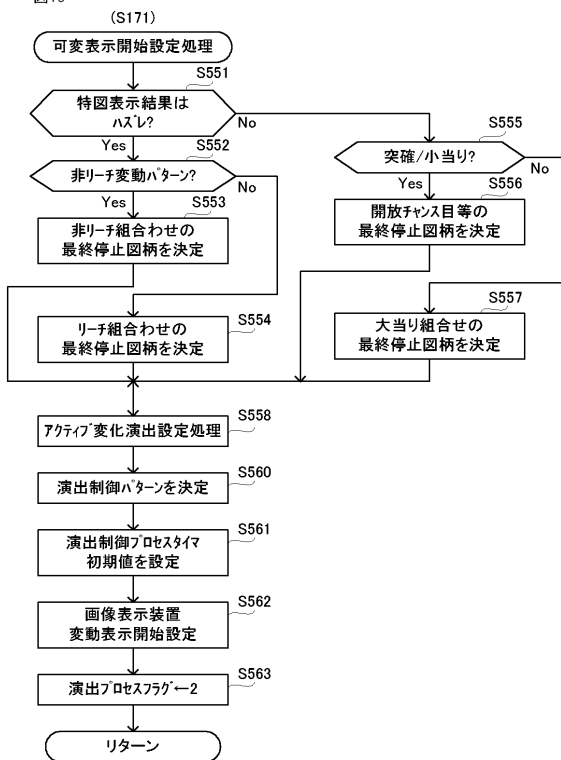 (S171)
可変表示開始設定処理
S551
特図表示結果は
ハズレ?
Yes
No
S552
非リーチ変動パターン?
Yes
No
S553
非リーチ組合わせの
最終停止図柄を決定
S554
リーチ組合わせの
最終停止図柄を決定
S555
突確/小当り?
Yes
No
S556
開放チャンス目等の
最終停止図柄を決定
S557
大当り組合せの
最終停止図柄を決定
S558
アクティブ変化演出設定処理
S560
演出制御パターンを決定
S561
演出制御プロセスタイマ
初期値を設定
S562
画像表示装置
変動表示開始設定
S563
演出プロセスフラグ←2
リターン